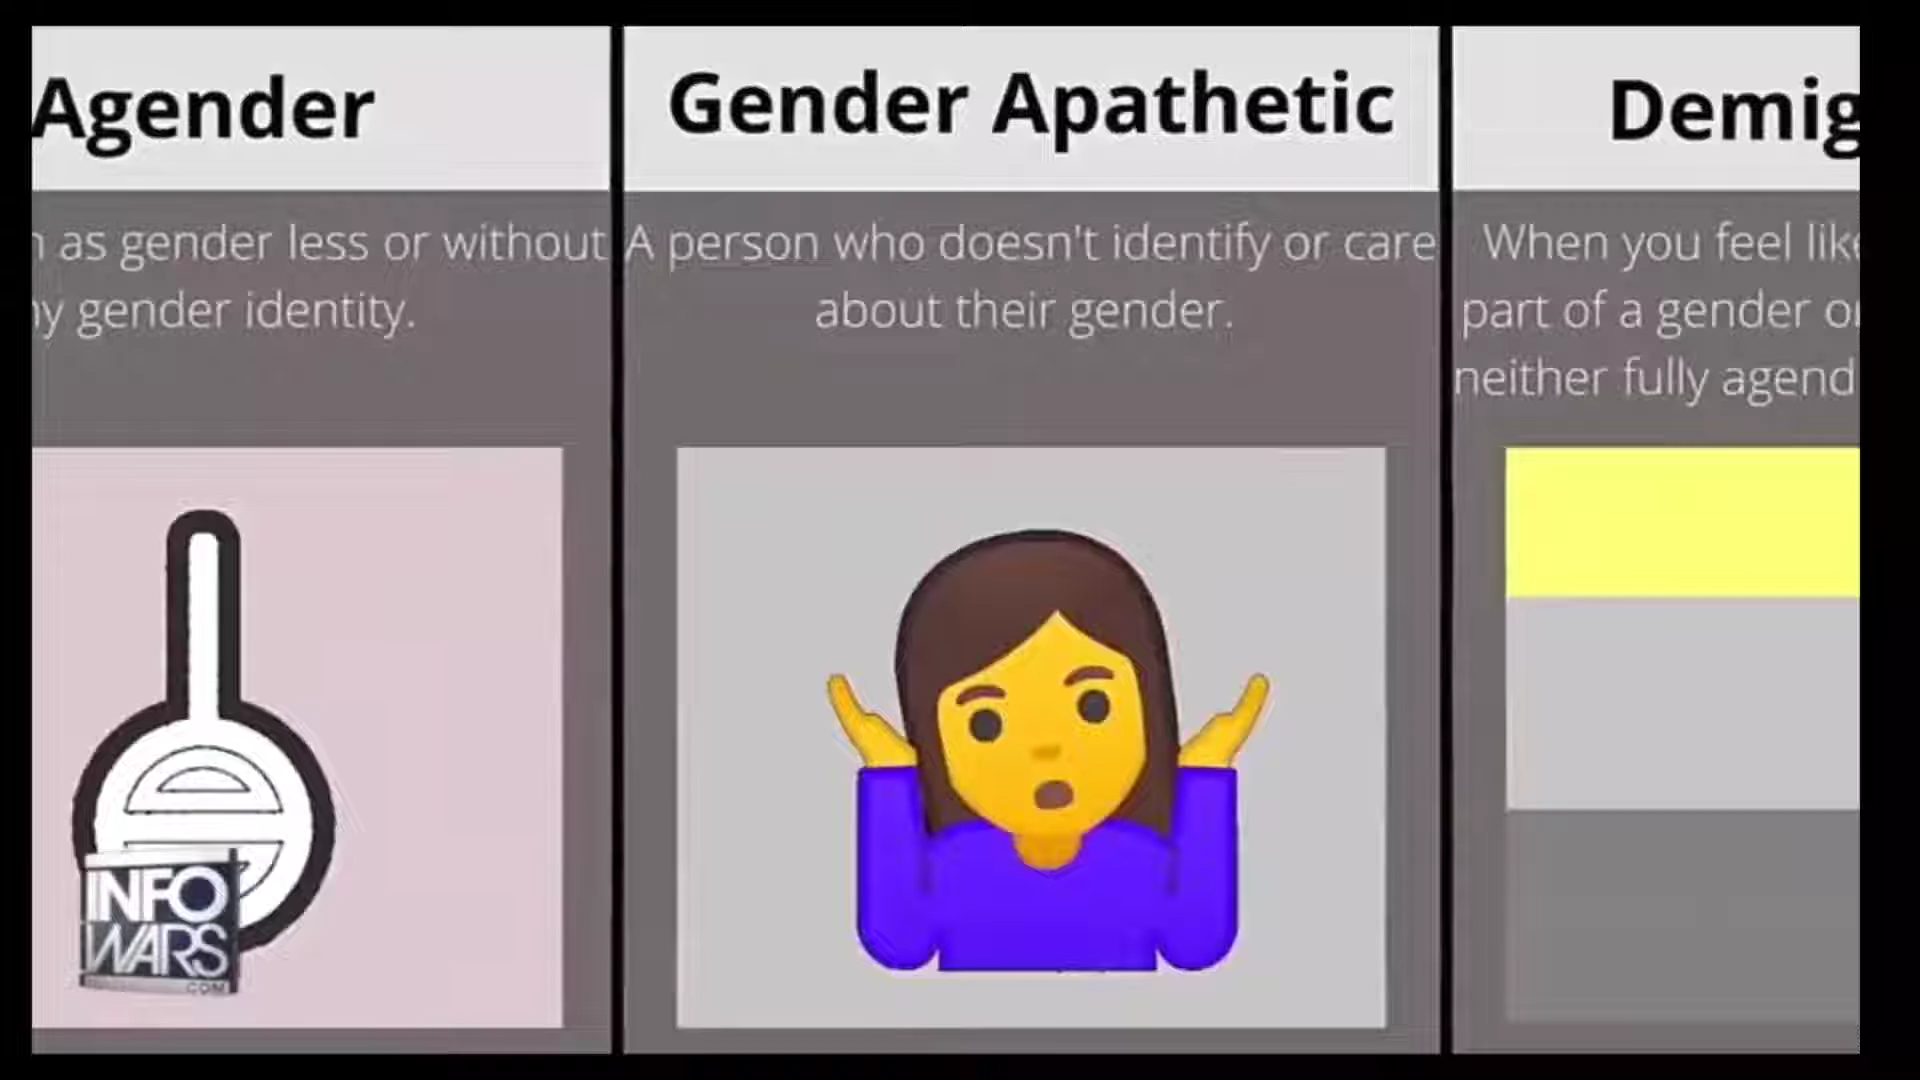 Agender
as gender less or without
gender identity.
Gender Apathetic
A person who doesn't identify or care
about their gender.
Demig
When you feel like
part of a gender or
neither fully agend
INFO
WARS
.COM